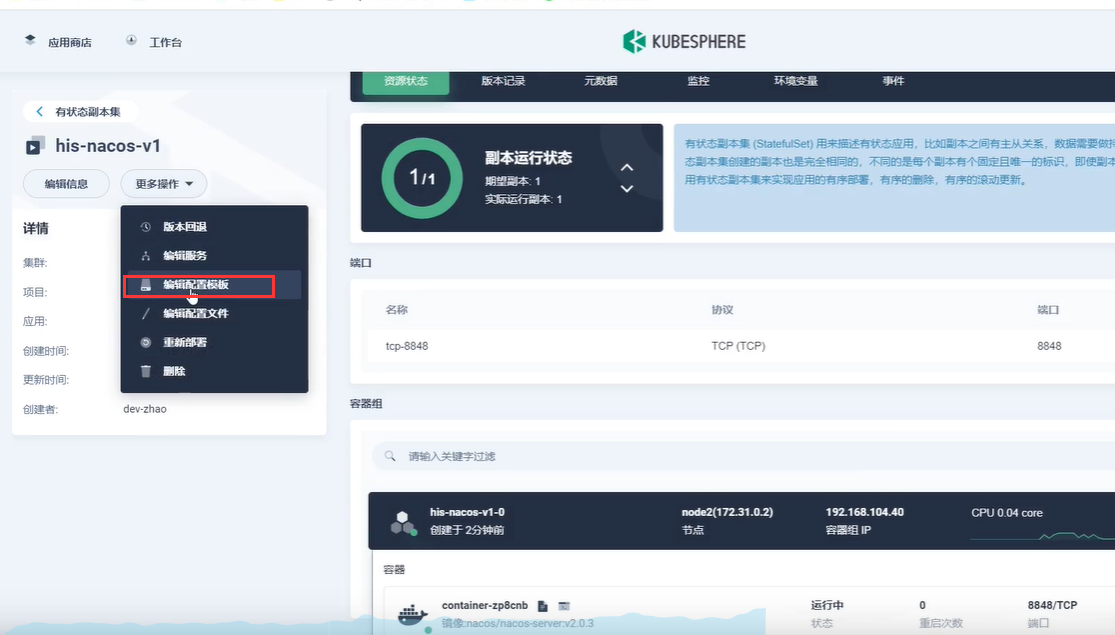 应用商店
工作台
KUBESPHERE
资源状态
版本记录
元数据
监控
环境变量
事件
有状态副本集
his-nacos-v1
编辑信息
更多操作
版本回退
编辑服务
编辑配置模板
编辑配置文件
重新部署
删除
详情
集群:
项目:
应用:
创建时间:
更新时间:
创建者:
dev-zhao
1/1
副本运行状态
期望副本: 1
实际运行副本: 1
有状态副本集 (StatefulSet) 用来描述有状态应用，比如副本之间有主从关系，数据需要做持
态副本集创建的副本也是完全相同的，不同的是每个副本有个固定且唯一的标识，即使副本
用有状态副本集来实现应用的有序部署，有序的删除，有序的滚动更新。
端口
名称
协议
端口
tcp-8848
TCP (TCP)
8848
容器组
请输入关键字过滤
his-nacos-v1-0
创建于 2分钟前
node2(172.31.0.2)
节点
192.168.104.40
容器组 IP
CPU 0.04 core
容器
container-zp8cnb
镜像:nacos/nacos-server:v2.0.3
运行中
状态
0
重启次数
8848/TCP
端口